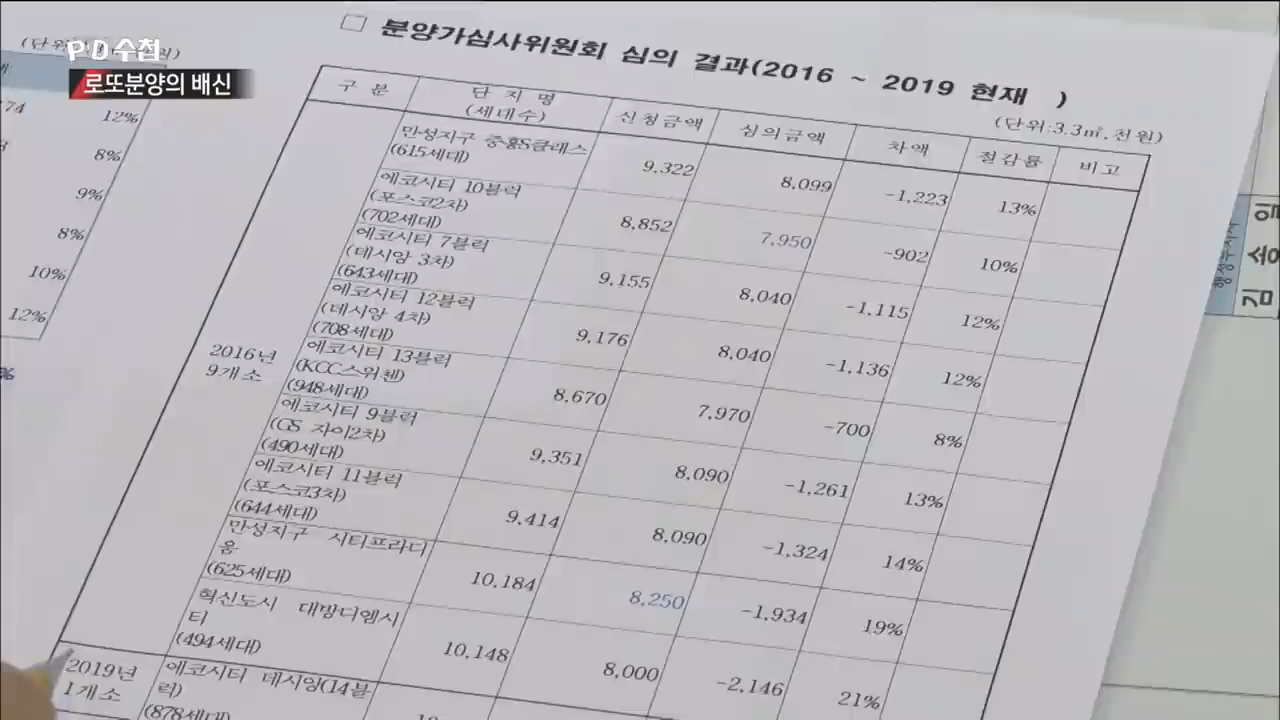 PD수첩
로또분양의 배신
(단위
원)
74
12%
8%
9%
8%
10%
12%
%
□ 분양가심사위원회 심의 결과(2016 ~ 2019 현재 )
(단위:3.3㎡,천원)
구 분 단 지 명 (세대수) 신청금액 심의금액 차액 절감률 비고
2016년 9개소
만성지구 중흥S클래스
(615세대) 9,322 8,099 -1,223 13%
에코시티 10블럭
(포스코2차)
(702세대) 8,852 7,950 -902 10%
에코시티 7블럭
(데시앙 3차)
(643세대) 9,155 8,040 -1,115 12%
에코시티 12블럭
(데시앙 4차)
(708세대) 9,176 8,040 -1,136 12%
에코시티 13블럭
(KCC스위첸)
(948세대) 8,670 7,970 -700 8%
에코시티 9블럭
(GS 자이2차)
(490세대) 9,351 8,090 -1,261 13%
에코시티 11블럭
(포스코3차)
(644세대) 9,414 8,090 -1,324 14%
만성지구 시티프라디
움
(625세대) 10,184 8,250 -1,934 19%
혁신도시 대방디엠시
티
(494세대) 10,148 8,000 -2,146 21%
2019년 1개소
에코시티 데시앙(14블
럭)
(878세대)
행정부지사
김 송 일